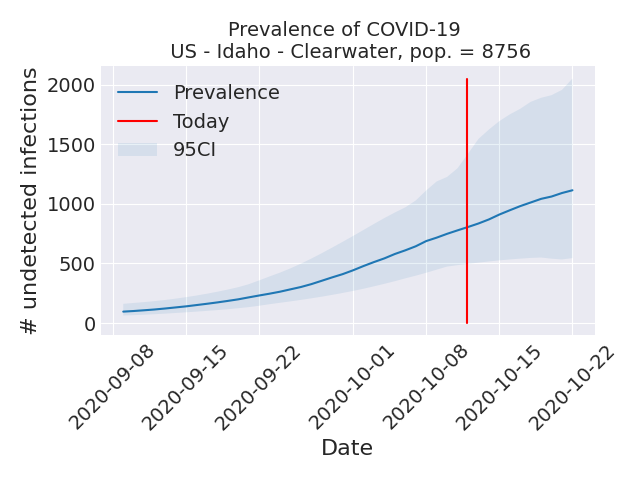 Prevalence of COVID-19
US - Idaho - Clearwater, pop. = 8756
# undetected infections
2000
1500
1000
500
0
Prevalence
Today
95CI
2020-09-08
2020-09-15
2020-09-22
2020-10-01
2020-10-08
2020-10-15
2020-10-22
Date